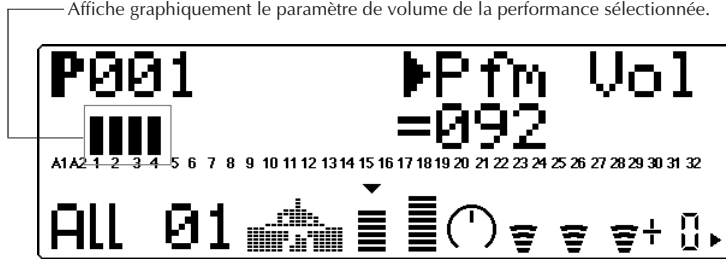 Affiche graphiquement le paramètre de volume de la performance sélectionnée.
P001 Pfm Vol
=092
A1 A2 1 2 3 4 5 6 7 8 9 10 11 12 13 14 15 16 17 18 19 20 21 22 23 24 25 26 27 28 29 30 31 32
All 01 + 0